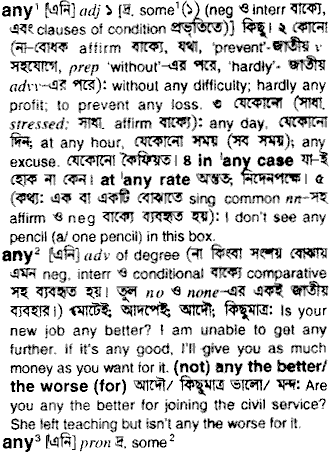 any¹ [এনি] adj ১ [দ্র. some¹(১) (neg ও interr বাক্যে,
এবং clauses of condition প্রভৃতিতে)] কিছু। ২ কোনো
(না-বোধক affirm বাক্যে, যথা, 'prevent'-জাতীয় v
সহযোগে, prep 'without'-এর পরে, 'hardly'- জাতীয়
advv-এর পরে): without any difficulty; hardly any
profit; to prevent any loss. ৩ যেকোনো (সাধা.
stressed; সাধা. affirm বাক্যে): any day, যেকোনো
দিন; at any hour, যেকোনো সময় (সব সময়); any
excuse. যেকোনো কৈফিয়ত। ৪ in ˈany case যা-ই
হোক না কেন। at ˈany rate অন্তত; নিদেনপক্ষে। ৫
(কথ্য: এক বা একটি বোঝাতে sing common nn-সহ
affirm ও neg বাক্যে ব্যবহৃত হয়): I don't see any
pencil (a/ one pencil) in this box.
any² [এনি] adv of degree (না কিংবা সংশয় বোঝায়
এমন neg. interr ও conditional বাক্যে comparative
সহ ব্যবহৃত হয়। তুল no ও none-এর একই জাতীয়
ব্যবহার।) মোটেই; আদপেই; আদৌ; কিছুমাত্র: Is your
new job any better? I am unable to get any
further. If it's any good, I'll give you as much
money as you want for it. (not) any the better/
the worse (for) আদৌ/ কিছুমাত্র ভালো/ মন্দ: Are
you any the better for joining the civil service?
She left teaching but isn't any the worse for it.
any³ [এনি] pron দ্র. some²